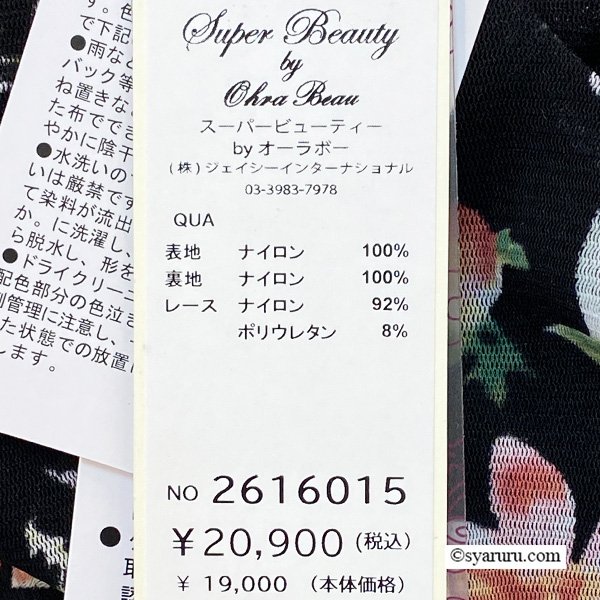 す。色
で下記
●雨など
バック等
ね置きな
た布ででき
やかに陰干
●水洗いの
いは厳禁です
て染料が流出
か。に洗濯し、
ら脱水し、形を
●ドライクリーニ
配色部分の色泣き
剤管理に注意し、
た状態での放置
します。
Super Beauty
by
Ohra Beau
スーパービューティー
by オーラボー
(株)ジェイシーインターナショナル
03-3983-7978
QUA
表地 ナイロン 100%
裏地 ナイロン 100%
レース ナイロン 92%
ポリウレタン 8%
NO 2616015
¥20,900 (税込)
¥ 19,000 (本体価格)
©syaruru.com